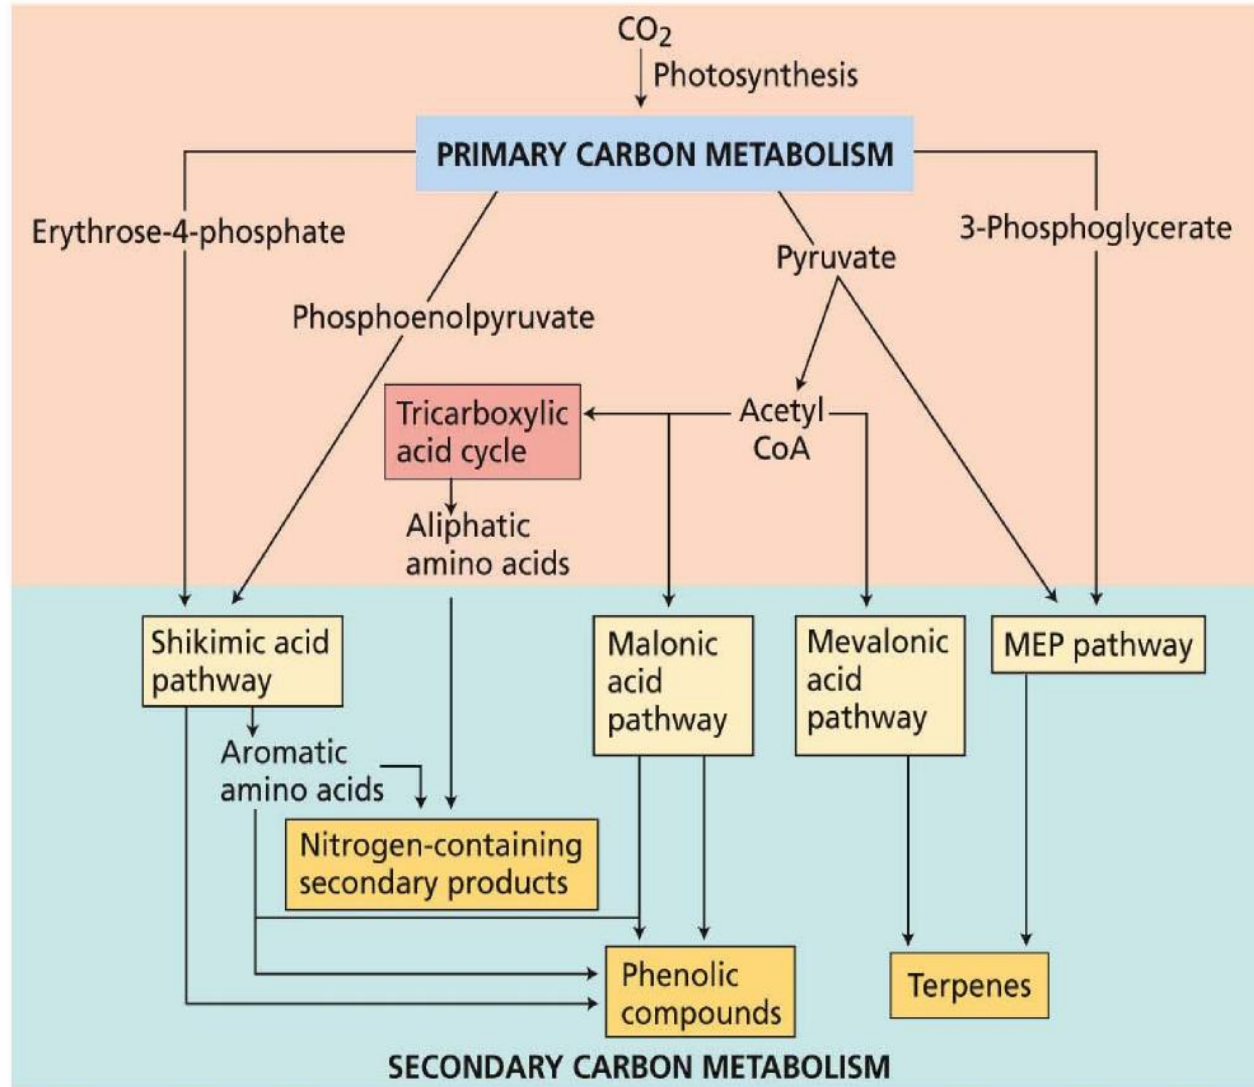 CO₂
Photosynthesis
PRIMARY CARBON METABOLISM
Erythrose-4-phosphate
3-Phosphoglycerate
Pyruvate
Phosphoenolpyruvate
Tricarboxylic
acid cycle
Acetyl
CoA
Aliphatic
amino acids
Shikimic acid
pathway
Malonic
acid
pathway
Mevalonic
acid
pathway
MEP pathway
Aromatic
amino acids
Nitrogen-containing
secondary products
Phenolic
compounds
Terpenes
SECONDARY CARBON METABOLISM